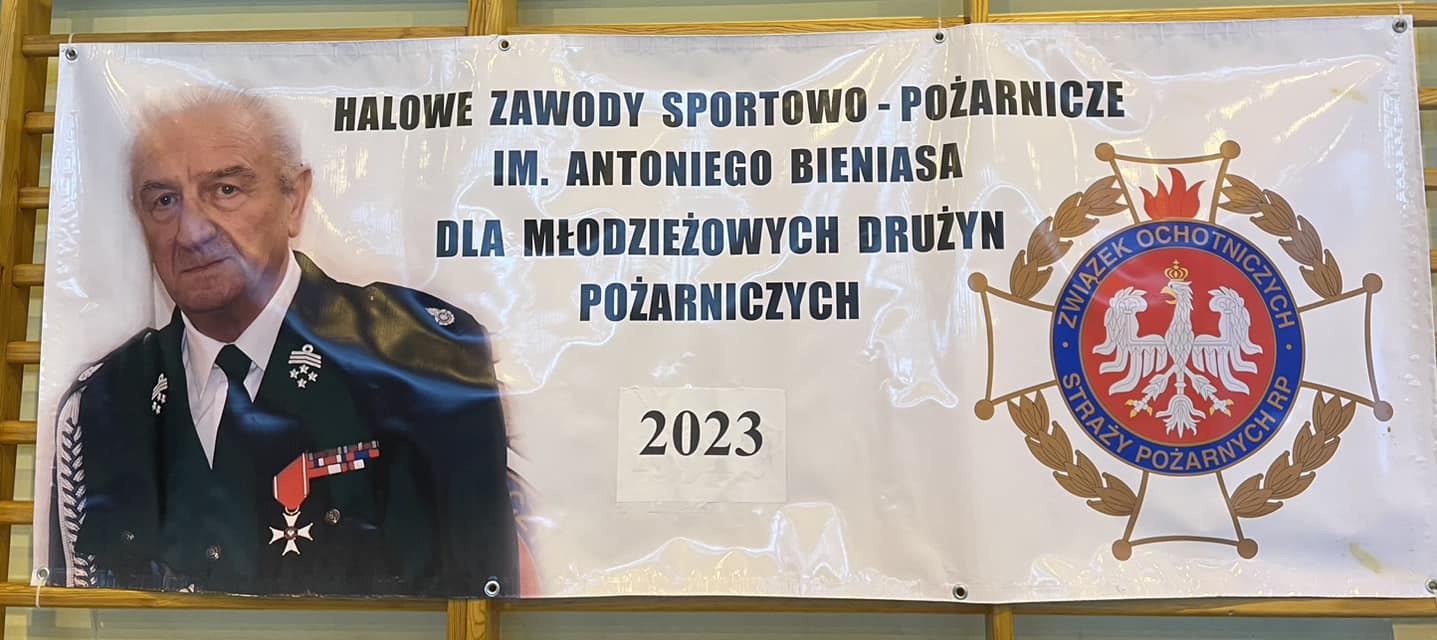 HALOWE ZAWODY SPORTOWO - POŻARNICZE
IM. ANTONIEGO BIENIASA
DLA MŁODZIEŻOWYCH DRUŻYN
POŻARNICZYCH
2023
ZWIĄZEK OCHOTNICZYCH
STRAŻY POŻARNYCH RP